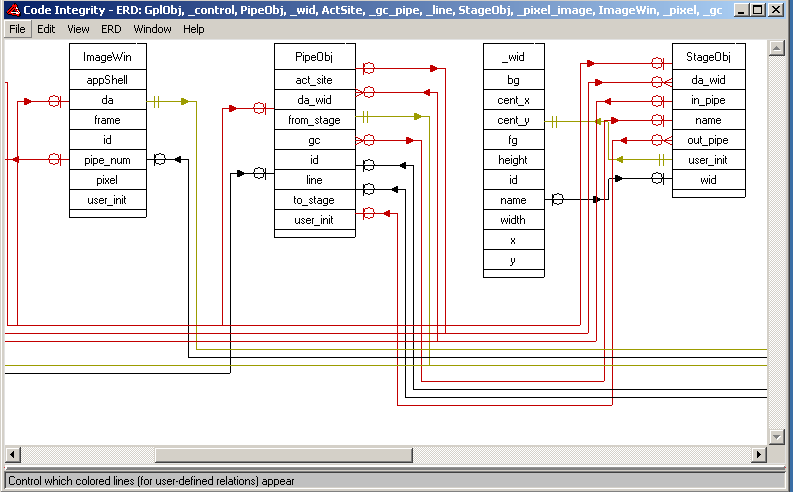 Code Integrity - ERD: GplObj, _control, PipeObj, _wid, ActSite, _gc_pipe, _line, StageObj, _pixel_image, ImageWin, _pixel, _gc
File Edit View ERD Window Help
ImageWin
appShell
da
frame
id
pipe_num
pixel
user_init
PipeObj
act_site
da_wid
from_stage
gc
id
line
to_stage
user_init
_wid
bg
cent_x
cent_y
fg
height
id
name
width
x
y
StageObj
da_wid
in_pipe
name
out_pipe
user_init
wid
Control which colored lines (for user-defined relations) appear